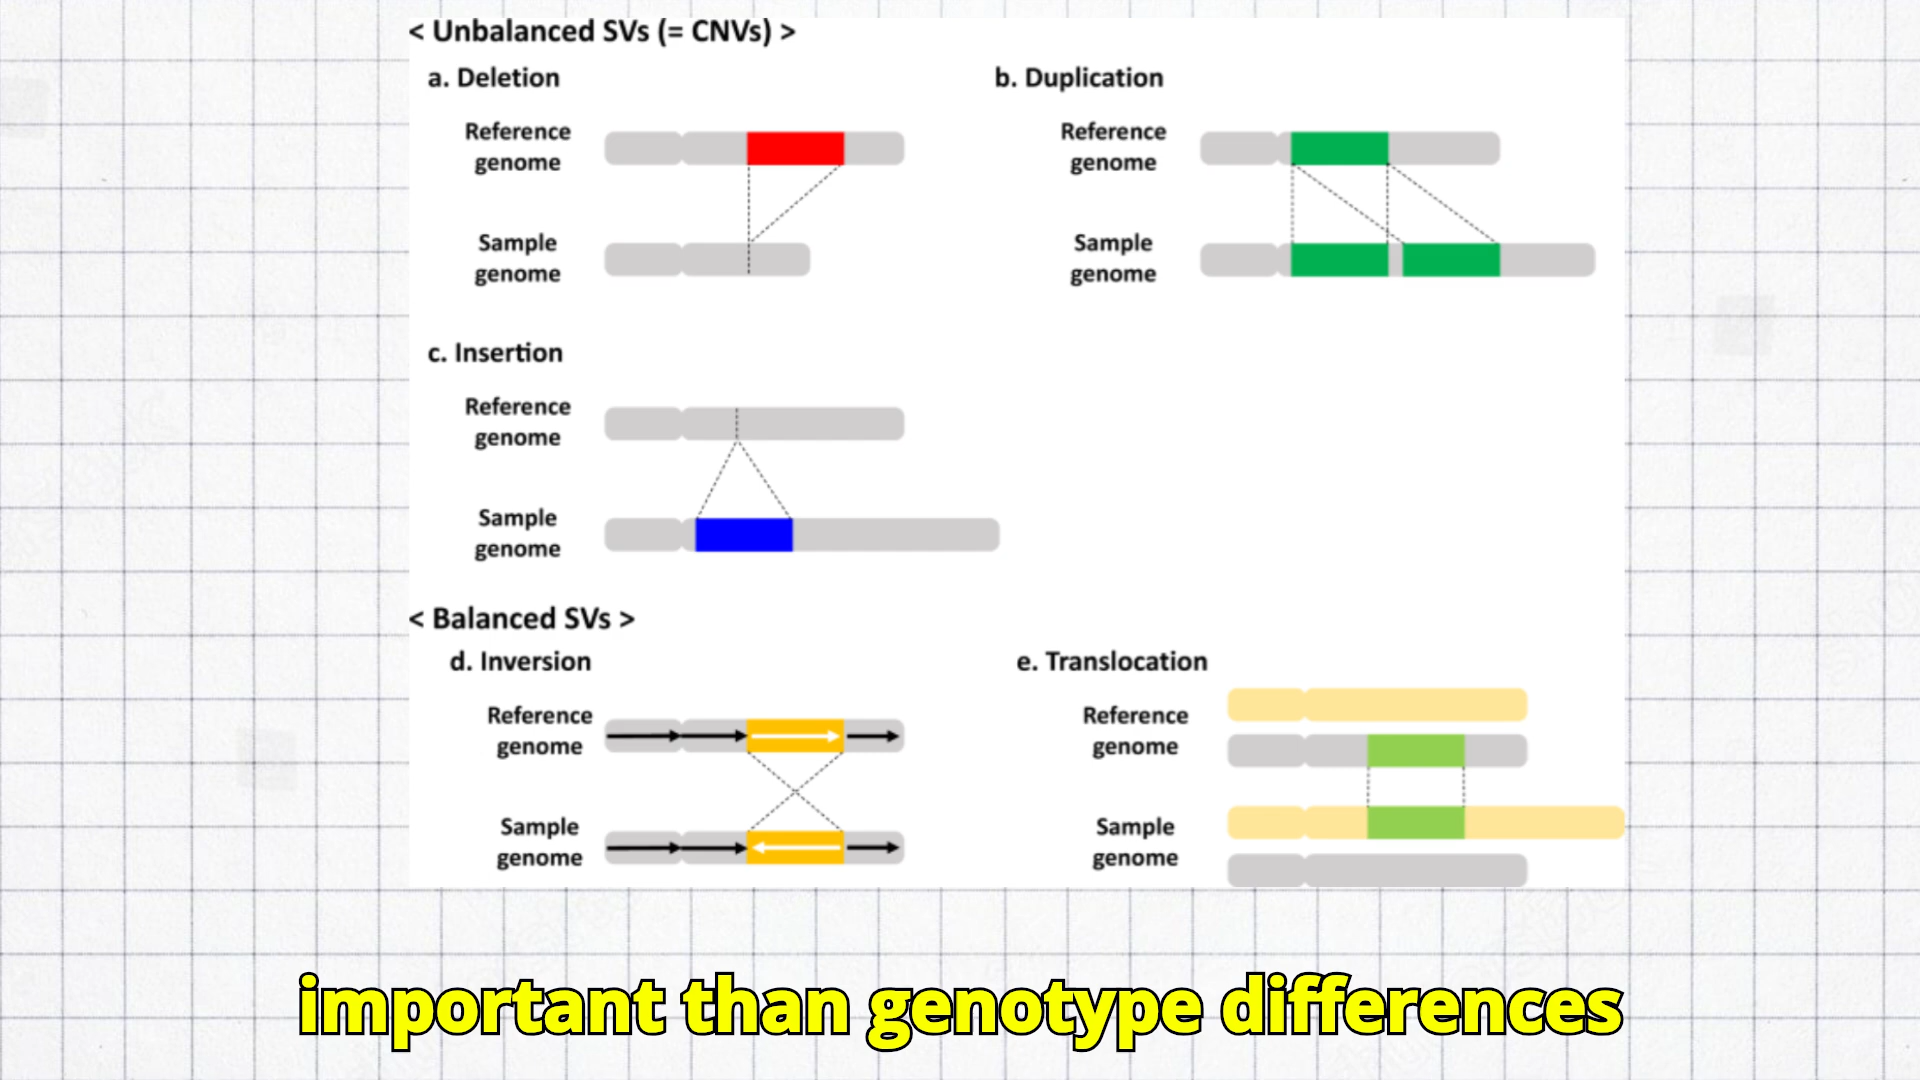 < Unbalanced SVs (= CNVs) >
a. Deletion
Reference
genome
Sample
genome
b. Duplication
Reference
genome
Sample
genome
c. Insertion
Reference
genome
Sample
genome
< Balanced SVs >
d. Inversion
Reference
genome
Sample
genome
e. Translocation
Reference
genome
Sample
genome
important than genotype differences